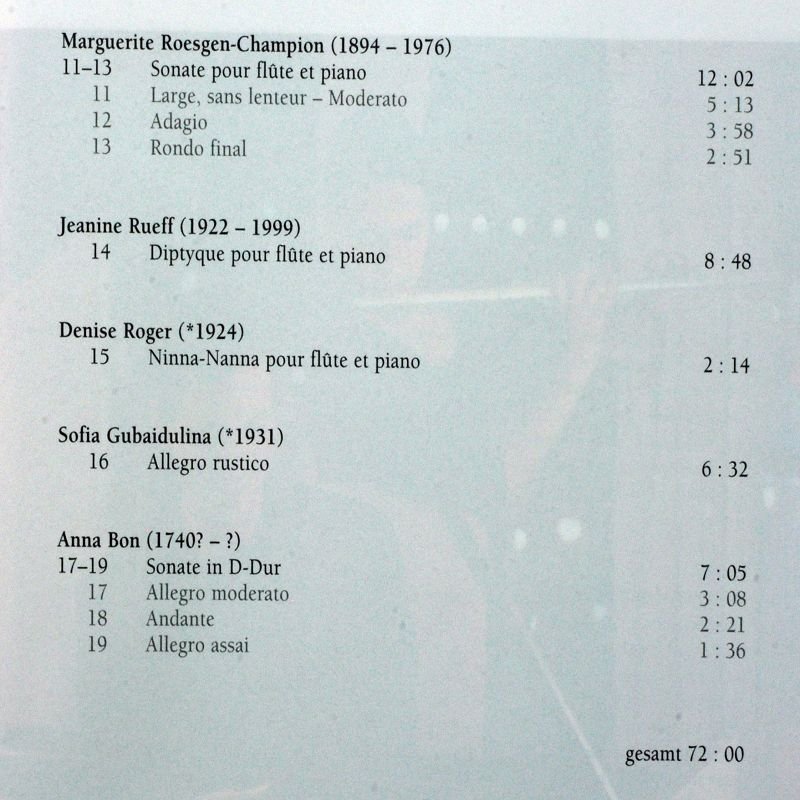 Marguerite Roesgen-Champion (1894 – 1976)
11–13 Sonate pour flûte et piano 12 : 02
11 Large, sans lenteur – Moderato 5 : 13
12 Adagio 3 : 58
13 Rondo final 2 : 51
Jeanine Rueff (1922 – 1999)
14 Diptyque pour flûte et piano 8 : 48
Denise Roger (*1924)
15 Ninna-Nanna pour flûte et piano 2 : 14
Sofia Gubaidulina (*1931)
16 Allegro rustico 6 : 32
Anna Bon (1740? – ?)
17–19 Sonate in D-Dur 7 : 05
17 Allegro moderato 3 : 08
18 Andante 2 : 21
19 Allegro assai 1 : 36
gesamt 72 : 00